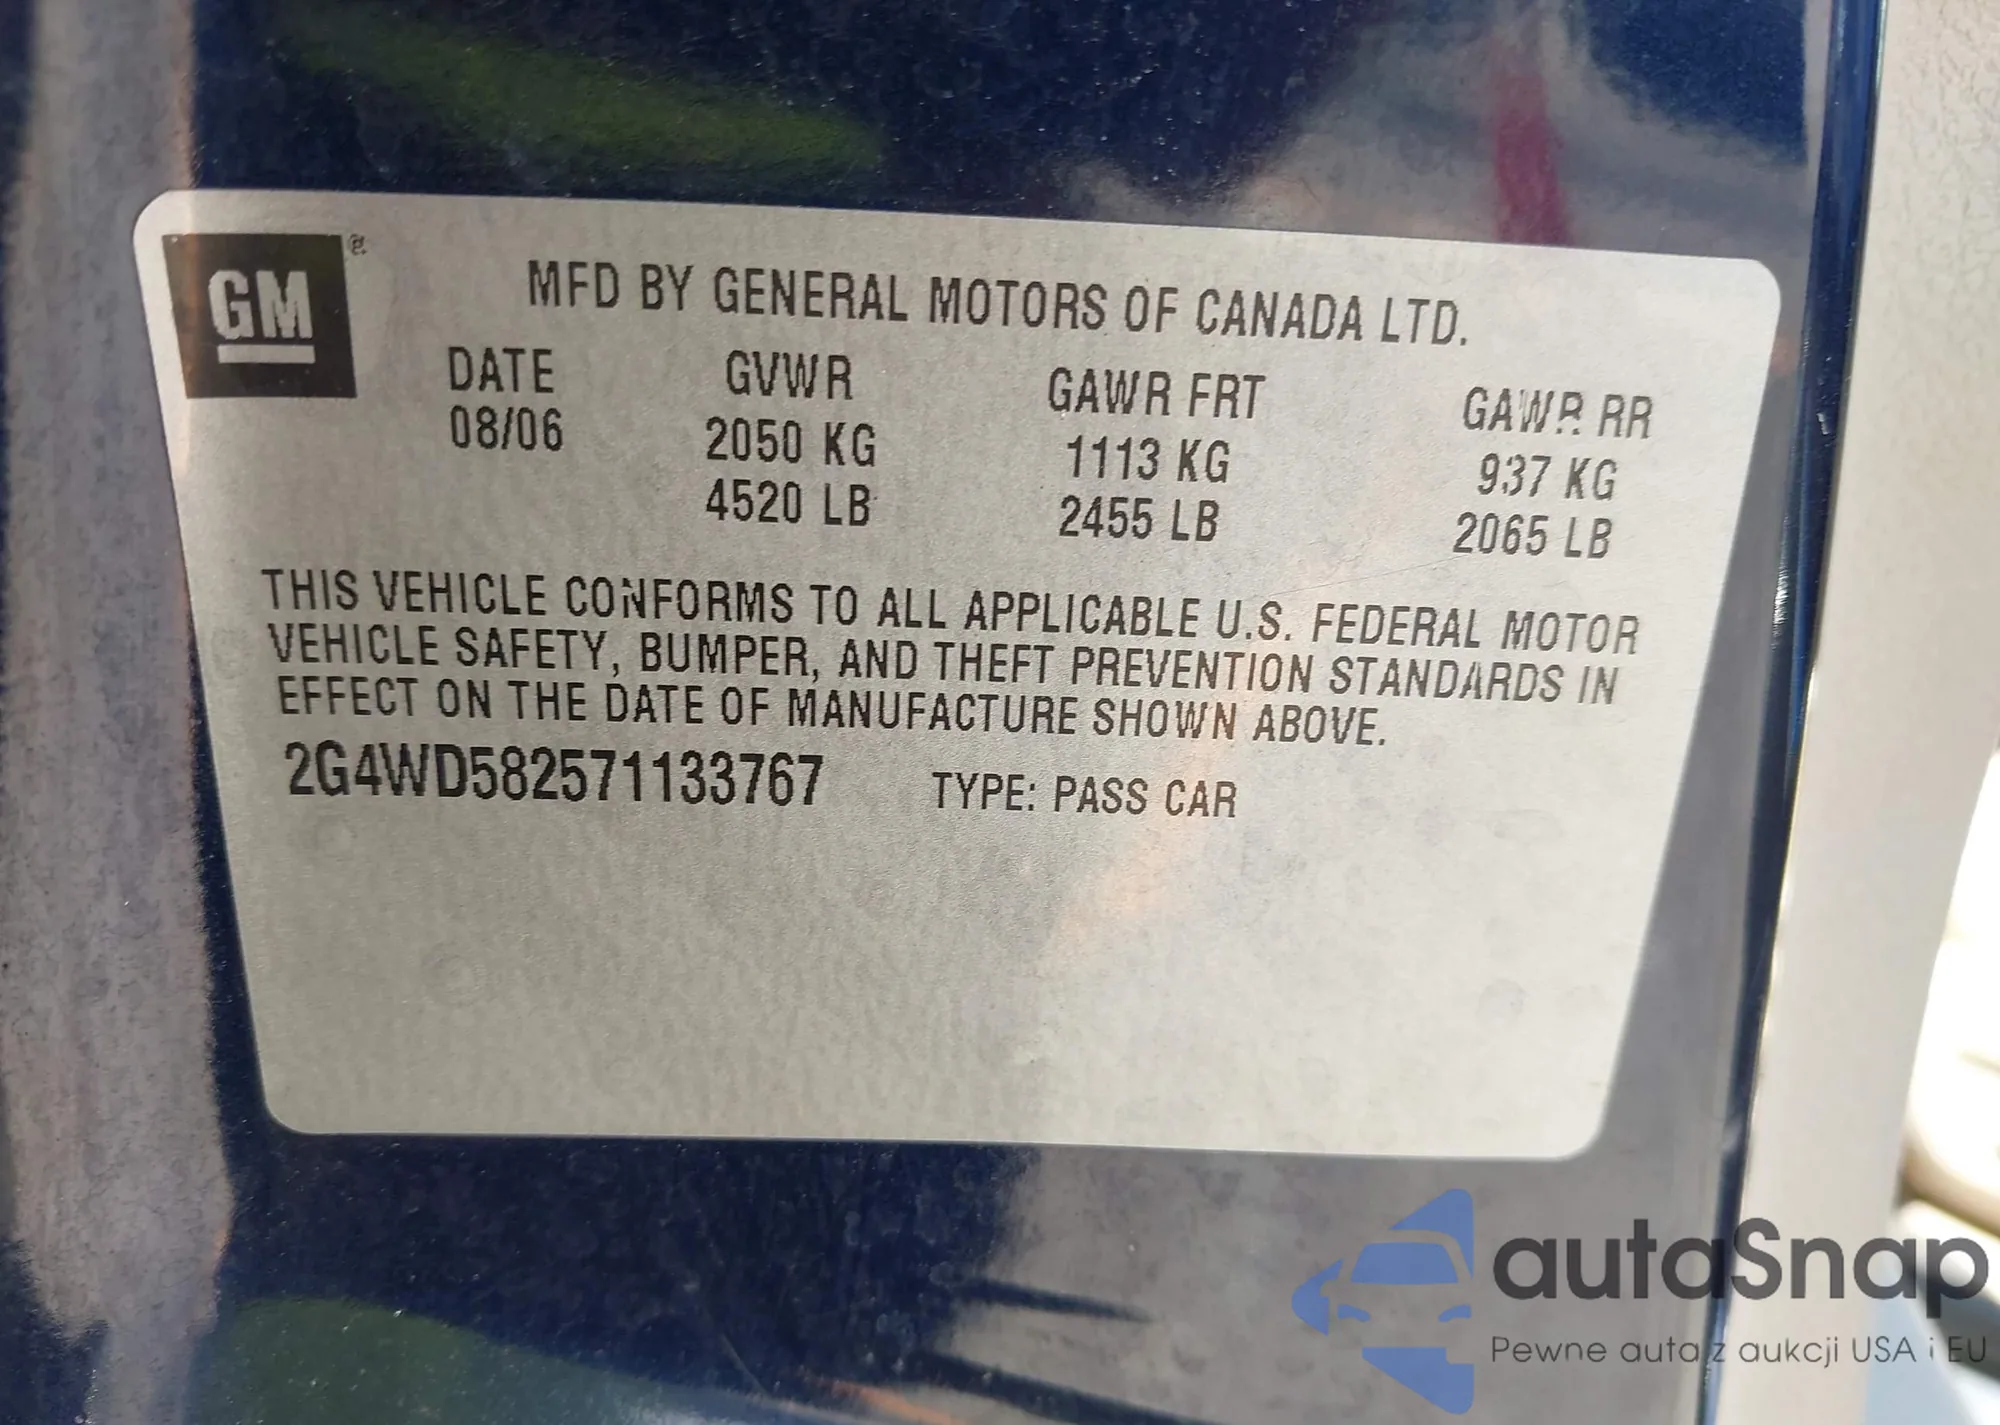 GM®
MFD BY GENERAL MOTORS OF CANADA LTD.
DATE GVWR GAWR FRT GAWR RR
08/06 2050 KG 1113 KG 937 KG
4520 LB 2455 LB 2065 LB
THIS VEHICLE CONFORMS TO ALL APPLICABLE U.S. FEDERAL MOTOR
VEHICLE SAFETY, BUMPER, AND THEFT PREVENTION STANDARDS IN
EFFECT ON THE DATE OF MANUFACTURE SHOWN ABOVE.
2G4WD582571133767 TYPE: PASS CAR
autaSnap
Pewne auta z aukcji USA i EU